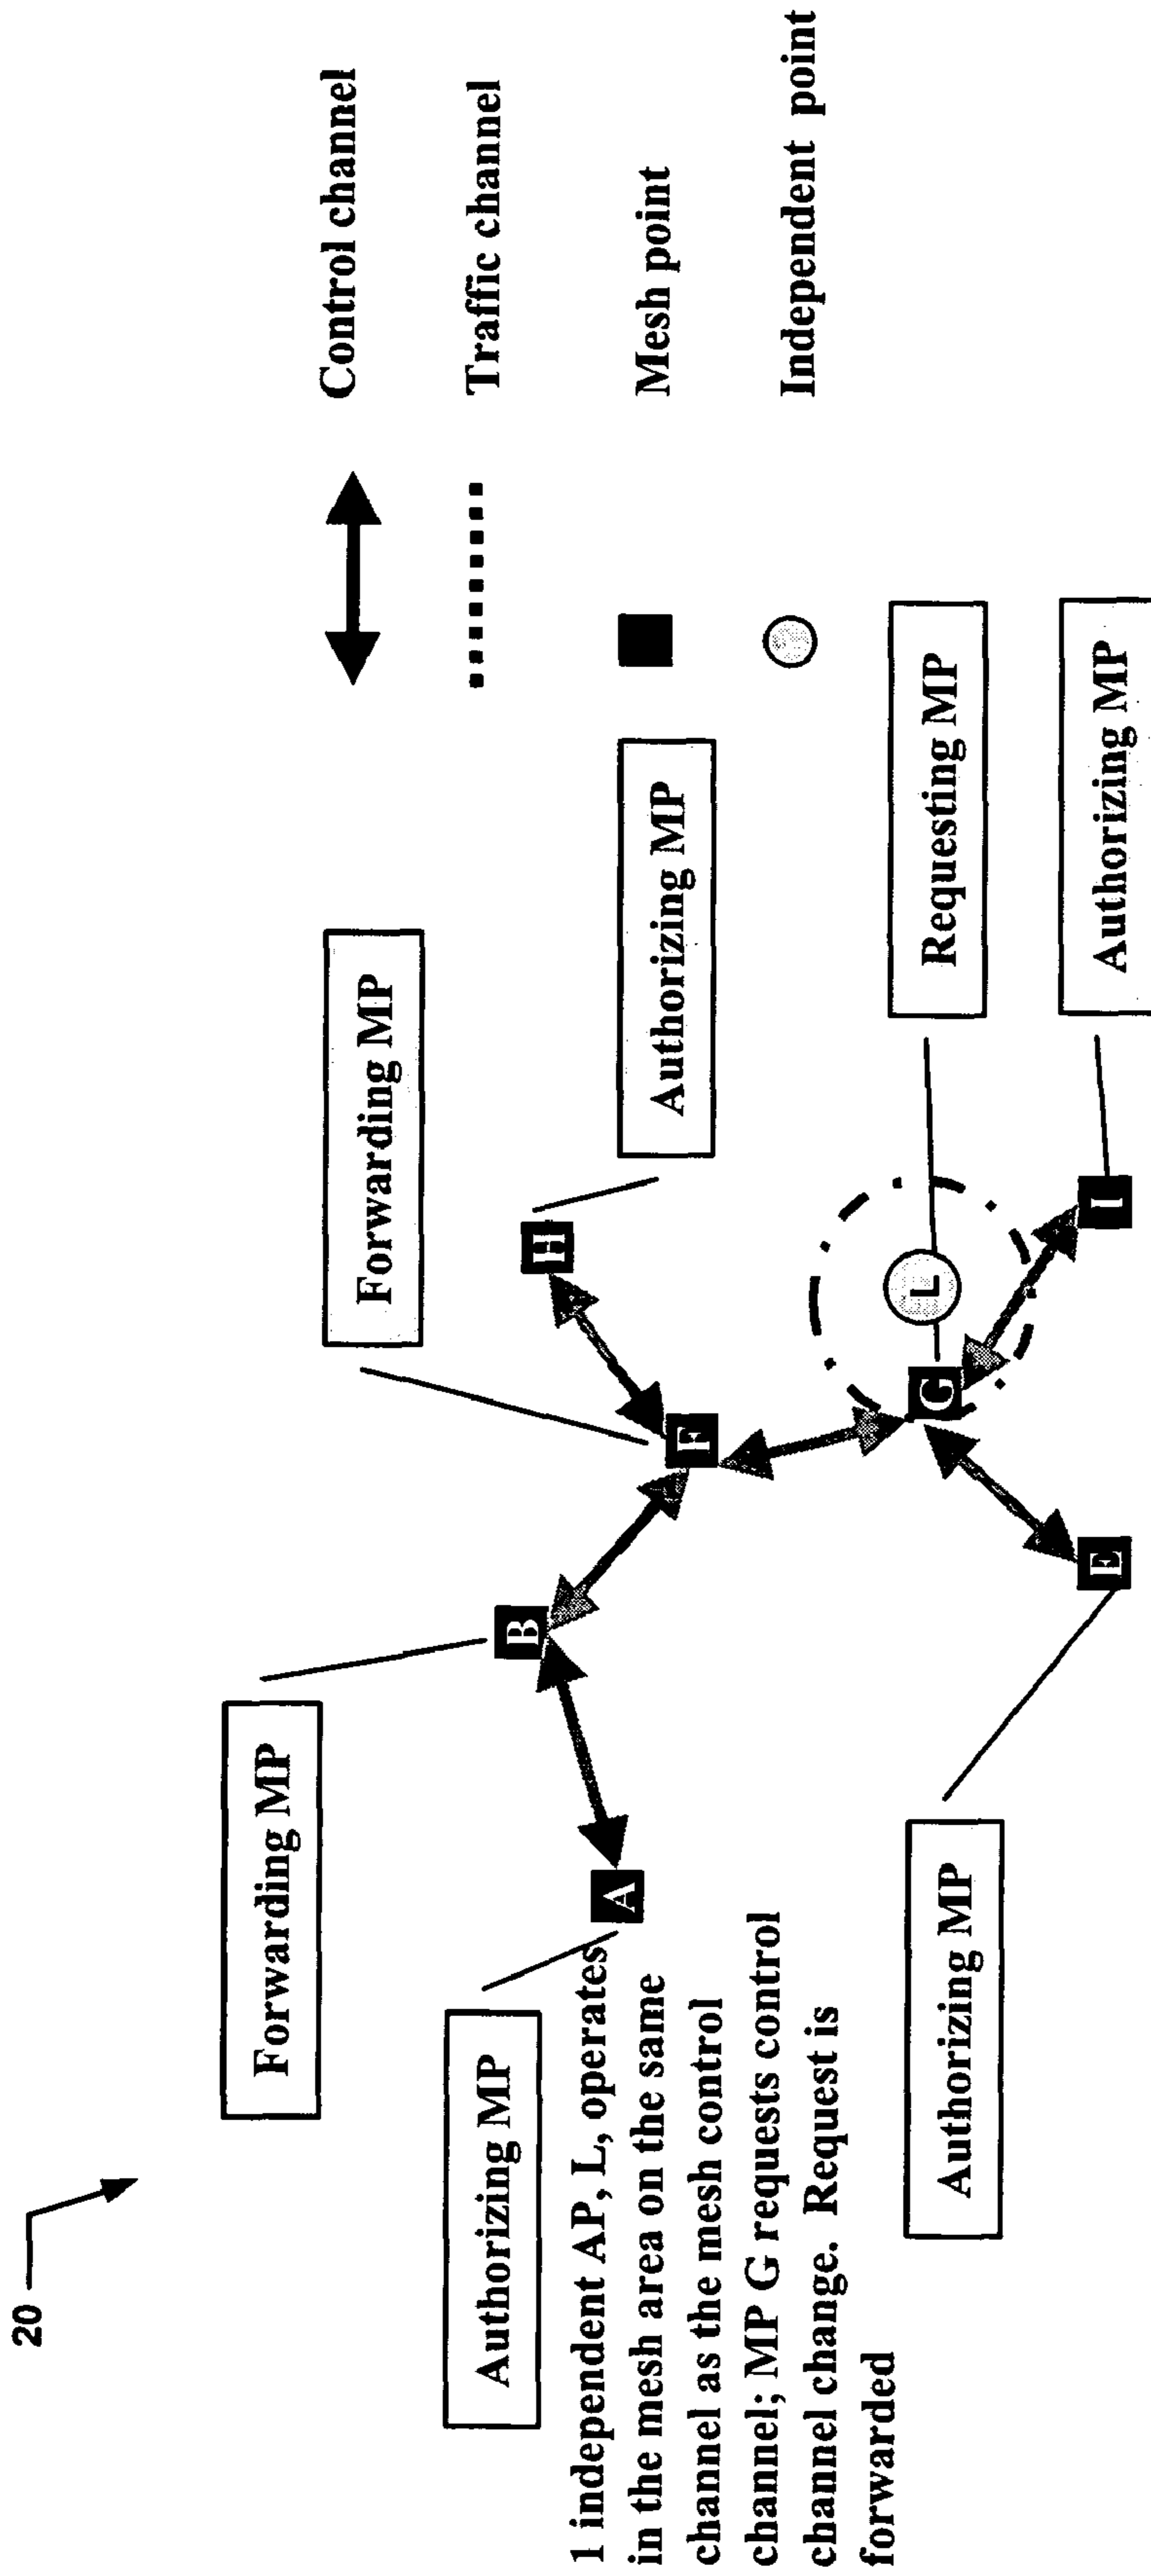 20
Forwarding MP
Forwarding MP
Control channel
Authorizing MP
Traffic channel
B
H
A
Authorizing MP
Mesh point
F
1 independent AP, L, operates
in the mesh area on the same
channel as the mesh control
channel; MP G requests control
channel change. Request is
forwarded
Independent point
L
G
Requesting MP
Authorizing MP
E
I
Authorizing MP